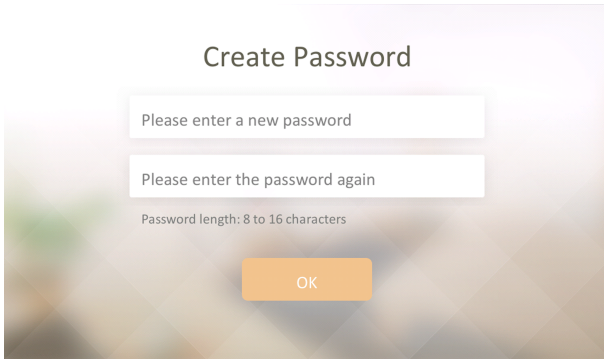 Create Password
Please enter a new password
Please enter the password again
Password length: 8 to 16 characters
OK